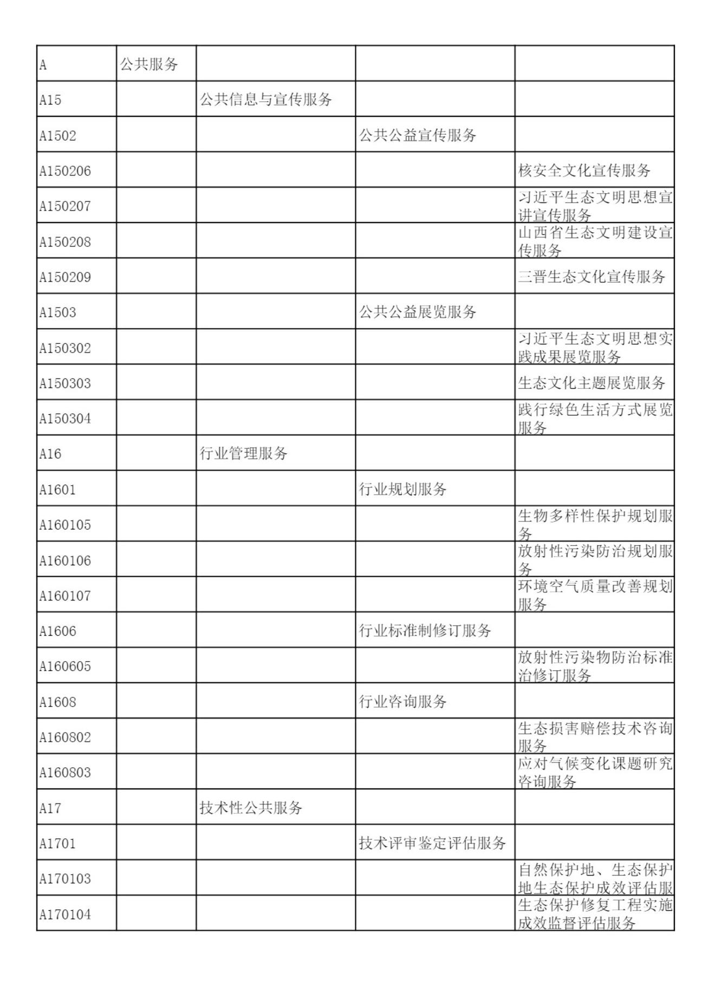 A 公共服务
A15 公共信息与宣传服务
A1502 公共公益宣传服务
A150206 核安全文化宣传服务
A150207 习近平生态文明思想宣
讲宣传服务
A150208 山西省生态文明建设宣
传服务
A150209 三晋生态文化宣传服务
A1503 公共公益展览服务
A150302 习近平生态文明思想实
践成果展览服务
A150303 生态文化主题展览服务
A150304 践行绿色生活方式展览
服务
A16 行业管理服务
A1601 行业规划服务
A160105 生物多样性保护规划服
务
A160106 放射性污染防治规划服
务
A160107 环境空气质量改善规划
服务
A1606 行业标准制修订服务
A160605 放射性污染物防治标准
治修订服务
A1608 行业咨询服务
A160802 生态损害赔偿技术咨询
服务
A160803 应对气候变化课题研究
咨询服务
A17 技术性公共服务
A1701 技术评审鉴定评估服务
A170103 自然保护地、生态保护
地生态保护成效评估服
A170104 生态保护修复工程实施
成效监督评估服务